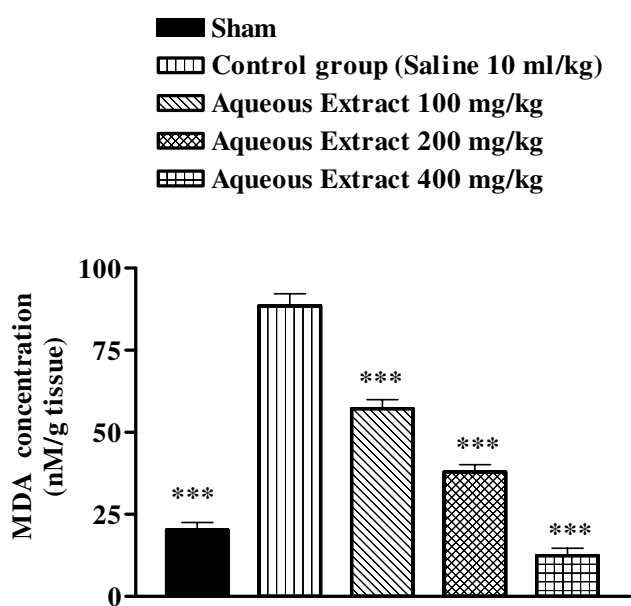 Sham
Control group (Saline 10 ml/kg)
Aqueous Extract 100 mg/kg
Aqueous Extract 200 mg/kg
Aqueous Extract 400 mg/kg
MDA concentration
(nM/g tissue)
100
75
50
25
0
***
***
***
***